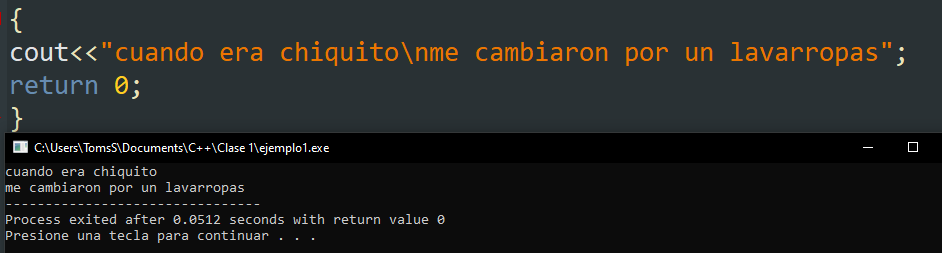 {
cout<<"cuando era chiquito\nme cambiaron por un lavarropas";
return 0;
}
C:\Users\TomsS\Documents\C++\Clase 1\ejemplo1.exe
cuando era chiquito
me cambiaron por un lavarropas
--------------------------------
Process exited after 0.0512 seconds with return value 0
Presione una tecla para continuar . . .